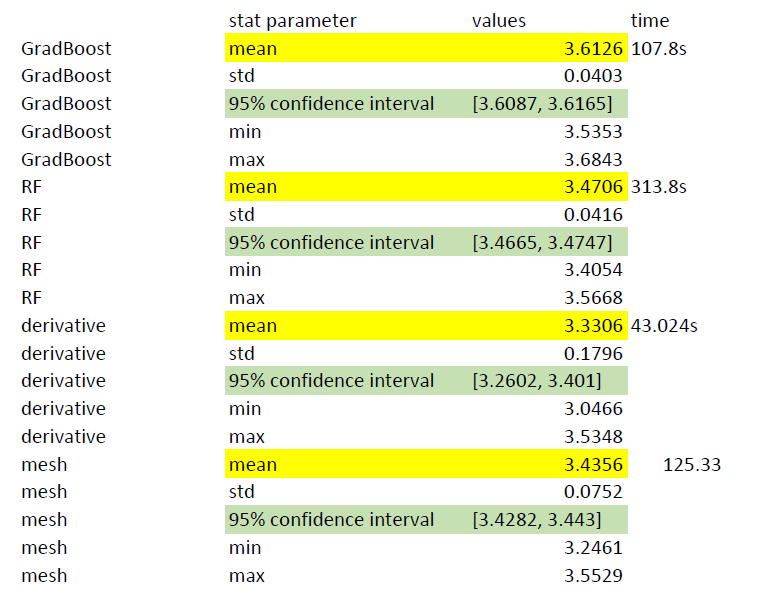 stat parameter values time
GradBoost mean 3.6126 107.8s
GradBoost std 0.0403
GradBoost 95% confidence interval [3.6087, 3.6165]
GradBoost min 3.5353
GradBoost max 3.6843
RF mean 3.4706 313.8s
RF std 0.0416
RF 95% confidence interval [3.4665, 3.4747]
RF min 3.4054
RF max 3.5668
derivative mean 3.3306 43.024s
derivative std 0.1796
derivative 95% confidence interval [3.2602, 3.401]
derivative min 3.0466
derivative max 3.5348
mesh mean 3.4356 125.33
mesh std 0.0752
mesh 95% confidence interval [3.4282, 3.443]
mesh min 3.2461
mesh max 3.5529